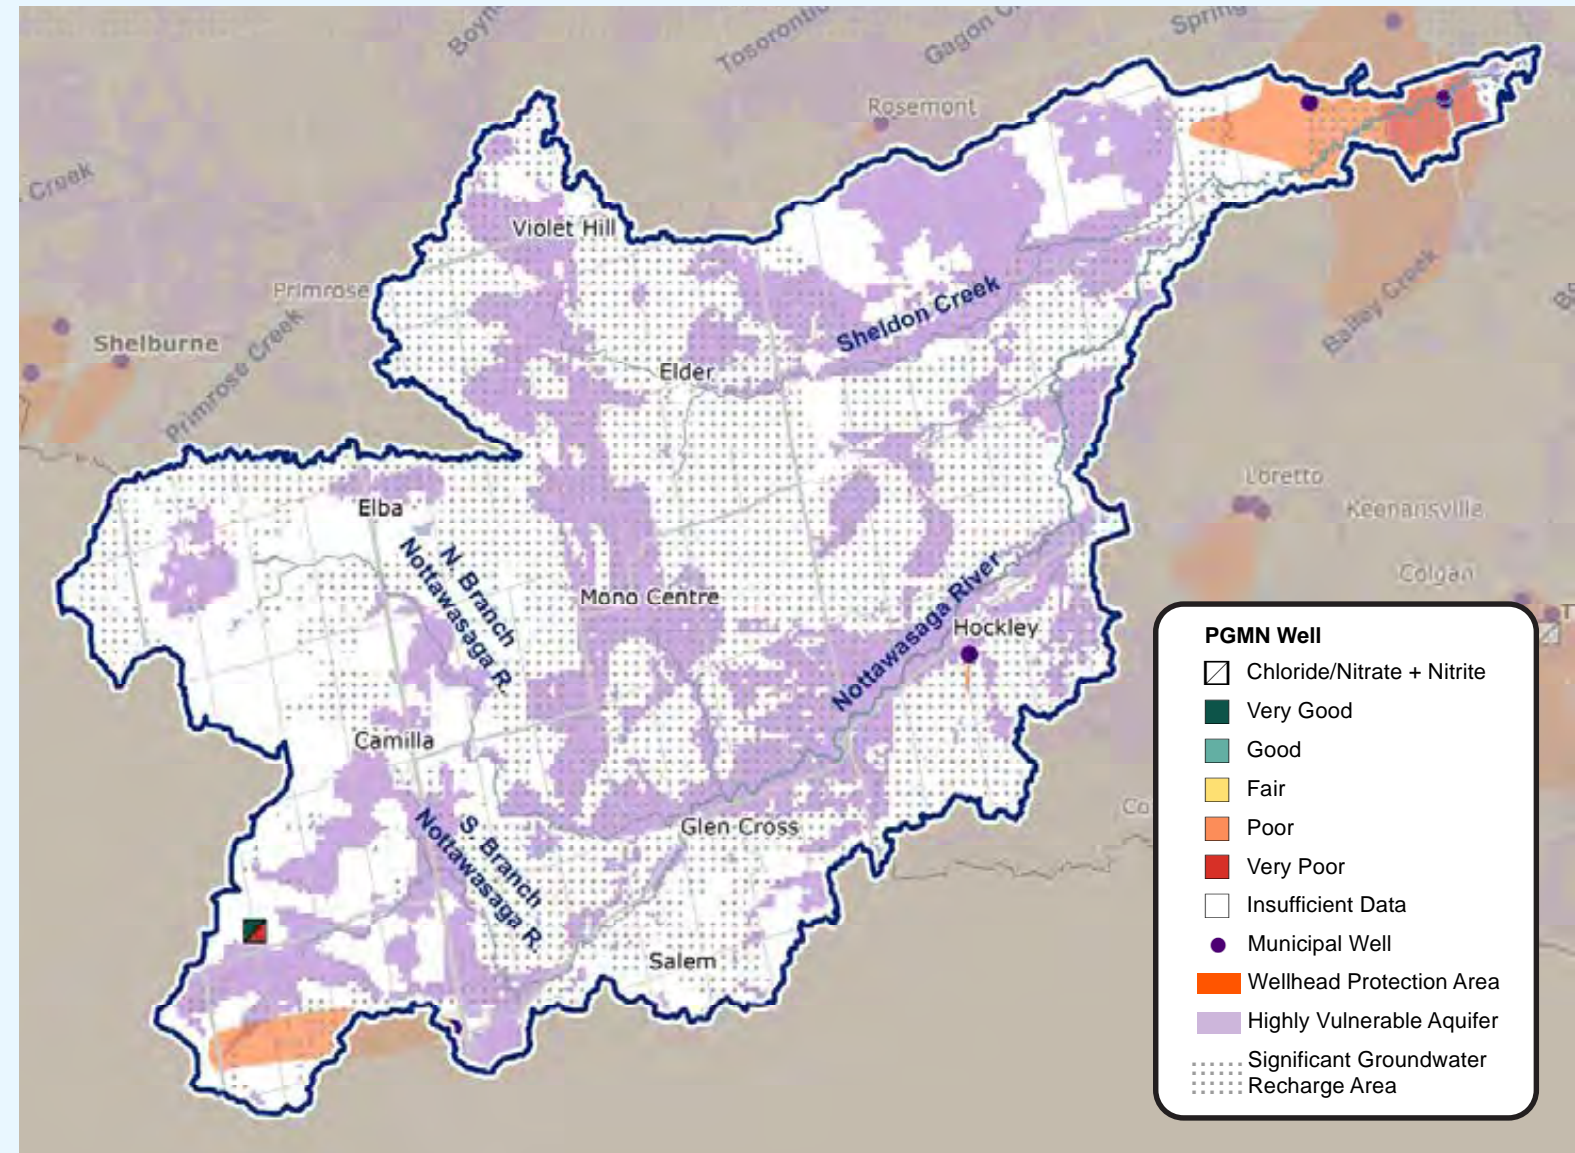 Boyn
Tosorontio
Gagon C
Spring
Creek
Rosemont
Violet Hill
Primrose
Shelburne
Primrose Creek
Sheldon Creek
Bailey Creek
Elder
Elba
Loretto
Keenansville
N. Branch
Nottawasaga R.
Colgan
Mono Centre
Nottawasaga River
Hockley
T
Camilla
Co
Glen Cross
S. Branch
Nottawasaga R.
Salem
PGMN Well
Chloride/Nitrate + Nitrite
Very Good
Good
Fair
Poor
Very Poor
Insufficient Data
Municipal Well
Wellhead Protection Area
Highly Vulnerable Aquifer
Significant Groundwater
Recharge Area